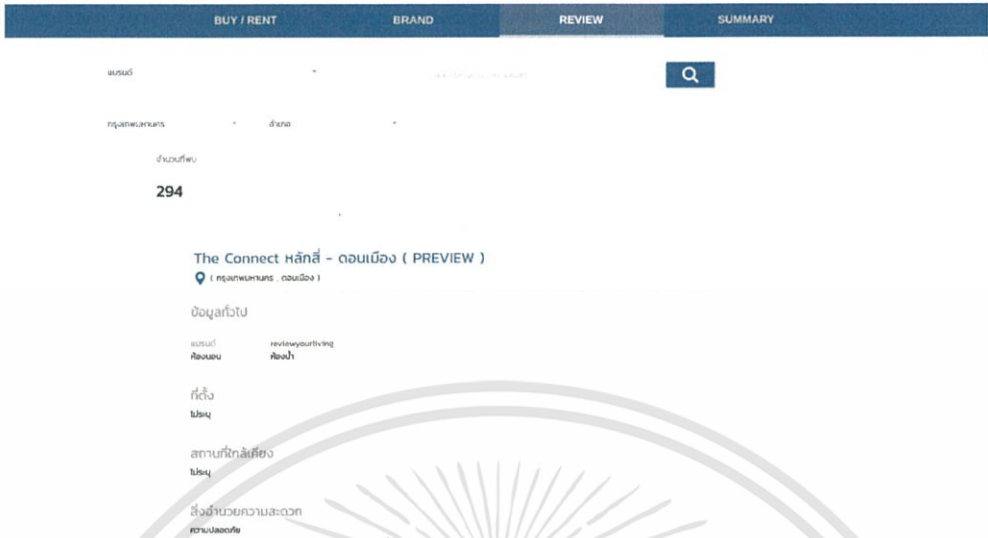 BUY / RENT BRAND REVIEW SUMMARY
แบรนด์
กรุงเทพมหานคร อำเภอ
จำนวนที่พบ
294
The Connect หลักสี่ - ดอนเมือง ( PREVIEW )
( กรุงเทพมหานคร , ดอนเมือง )
ข้อมูลทั่วไป
แบรนด์ reviewyourliving
ห้องนอน ห้องน้ำ
ที่ตั้ง
ไม่ระบุ
สถานที่ใกล้เคียง
ไม่ระบุ
สิ่งอำนวยความสะดวก
ความปลอดภัย